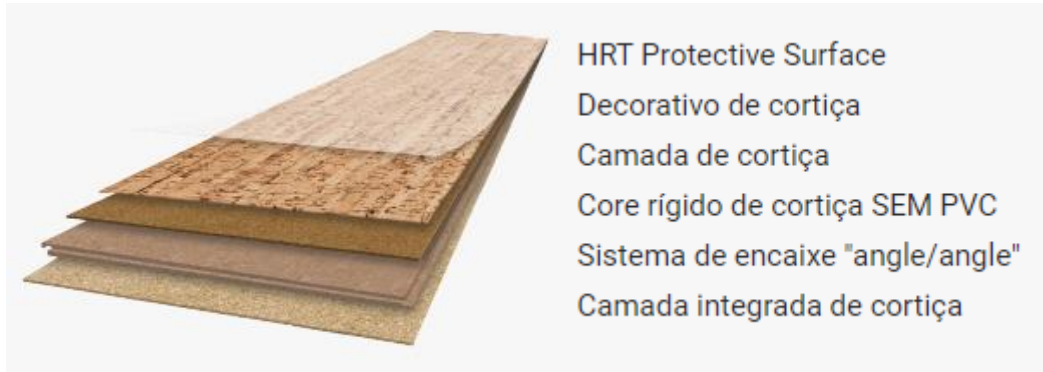 HRT Protective Surface
Decorativo de cortiça
Camada de cortiça
Core rígido de cortiça SEM PVC
Sistema de encaixe "angle/angle"
Camada integrada de cortiça